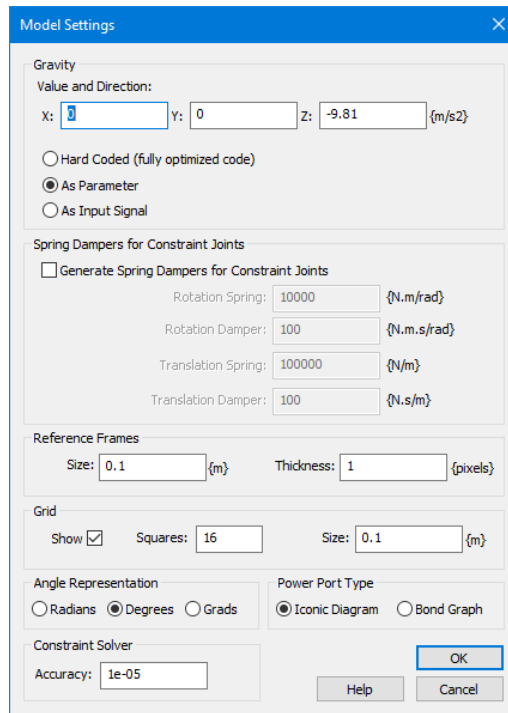 Model Settings
Gravity
Value and Direction:
X: 0 Y: 0 Z: -9.81 {m/s2}
Hard Coded (fully optimized code)
As Parameter
As Input Signal
Spring Dampers for Constraint Joints
Generate Spring Dampers for Constraint Joints
Rotation Spring: 10000 {N.m/rad}
Rotation Damper: 100 {N.m.s/rad}
Translation Spring: 100000 {N/m}
Translation Damper: 100 {N.s/m}
Reference Frames
Size: 0.1 {m} Thickness: 1 {pixels}
Grid
Show Squares: 16 Size: 0.1 {m}
Angle Representation Power Port Type
Radians Degrees Grads Iconic Diagram Bond Graph
Constraint Solver
Accuracy: 1e-05
OK
Help Cancel